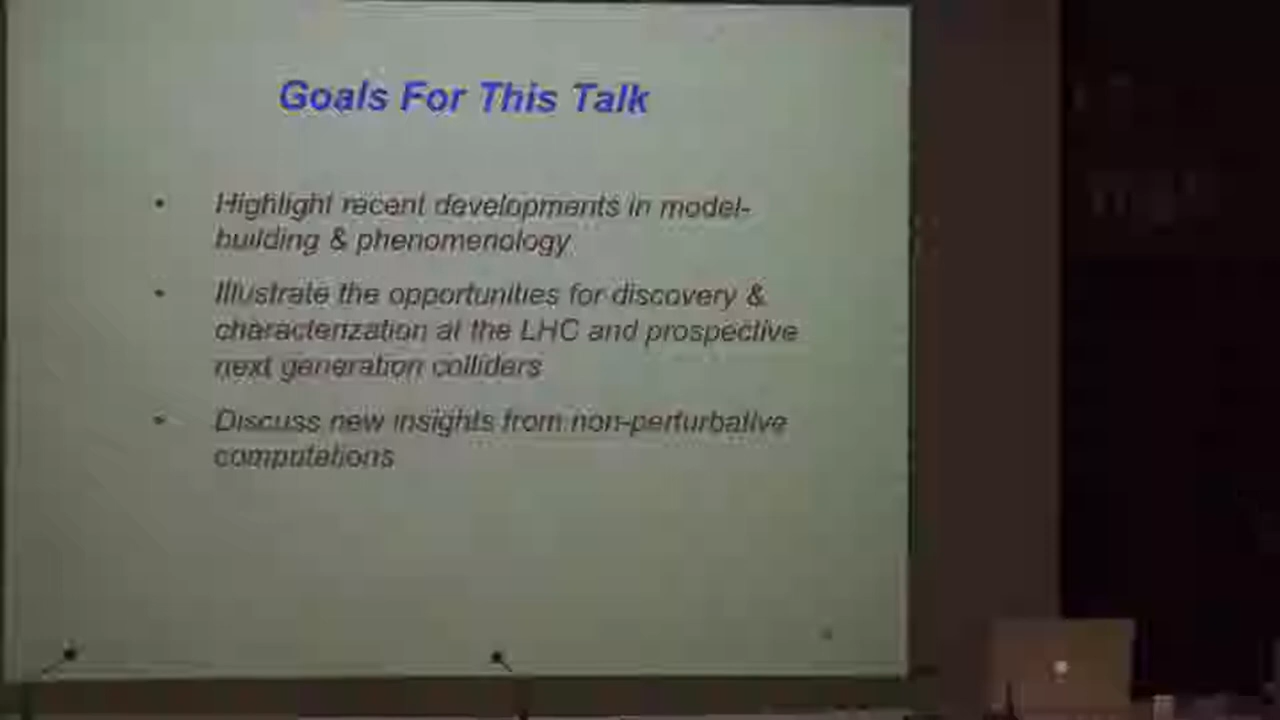 Goals For This Talk
• Highlight recent developments in model-
building & phenomenology
• Illustrate the opportunities for discovery &
characterization at the LHC and prospective
next generation colliders
• Discuss new insights from non-perturbative
computations